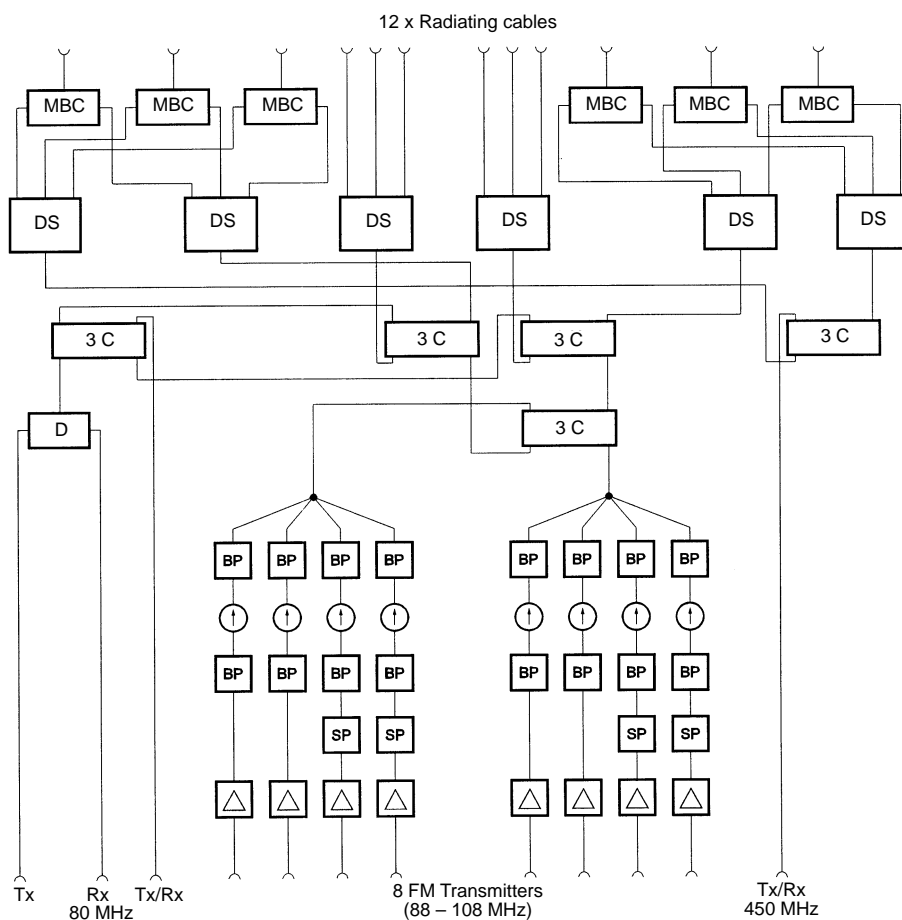 12 x Radiating cables
MBC MBC MBC MBC MBC MBC
DS DS DS DS DS DS
3 C 3 C 3 C 3 C
D 3 C
BP BP BP BP BP BP BP BP
BP BP BP BP BP BP BP BP
SP SP SP SP
Tx Rx Tx/Rx 8 FM Transmitters Tx/Rx
80 MHz (88 – 108 MHz) 450 MHz